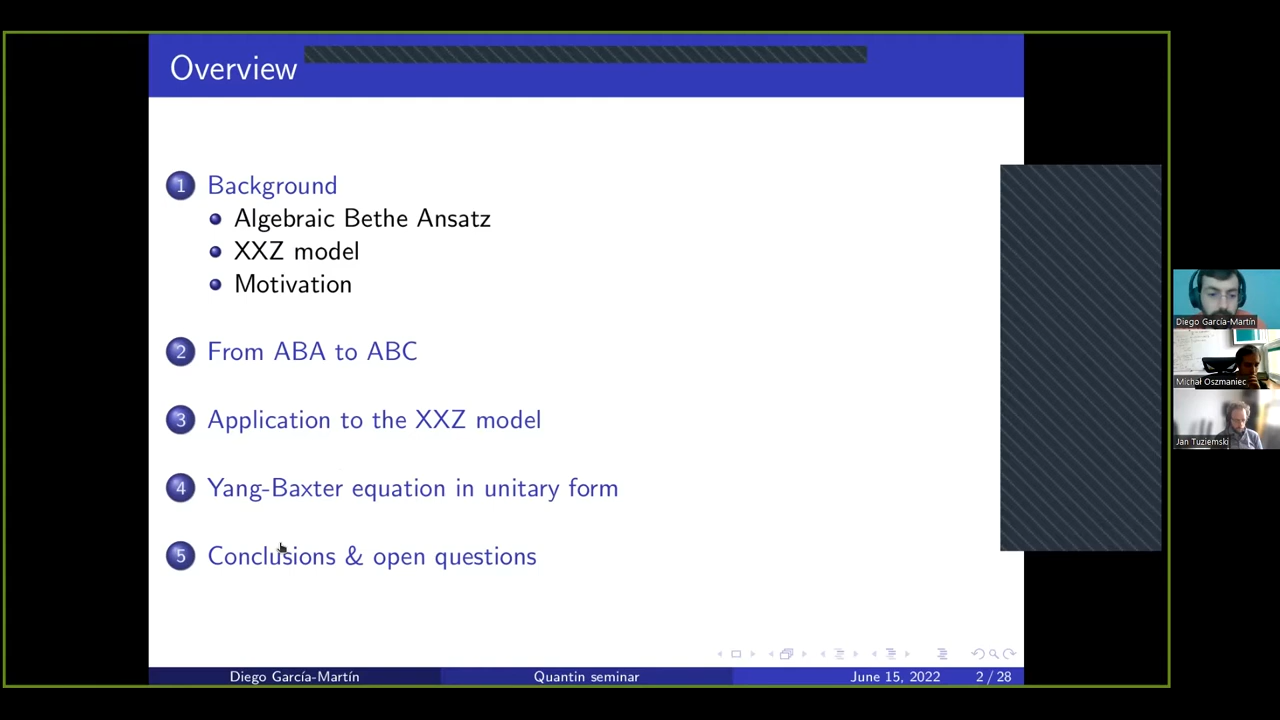 Overview
1 Background
Algebraic Bethe Ansatz
XXZ model
Motivation
2 From ABA to ABC
3 Application to the XXZ model
4 Yang-Baxter equation in unitary form
5 Conclusions & open questions
Diego García-Martín Quantin seminar June 15, 2022 2 / 28
Diego García-Martín
Michał Oszmaniec
Jan Tuziemski